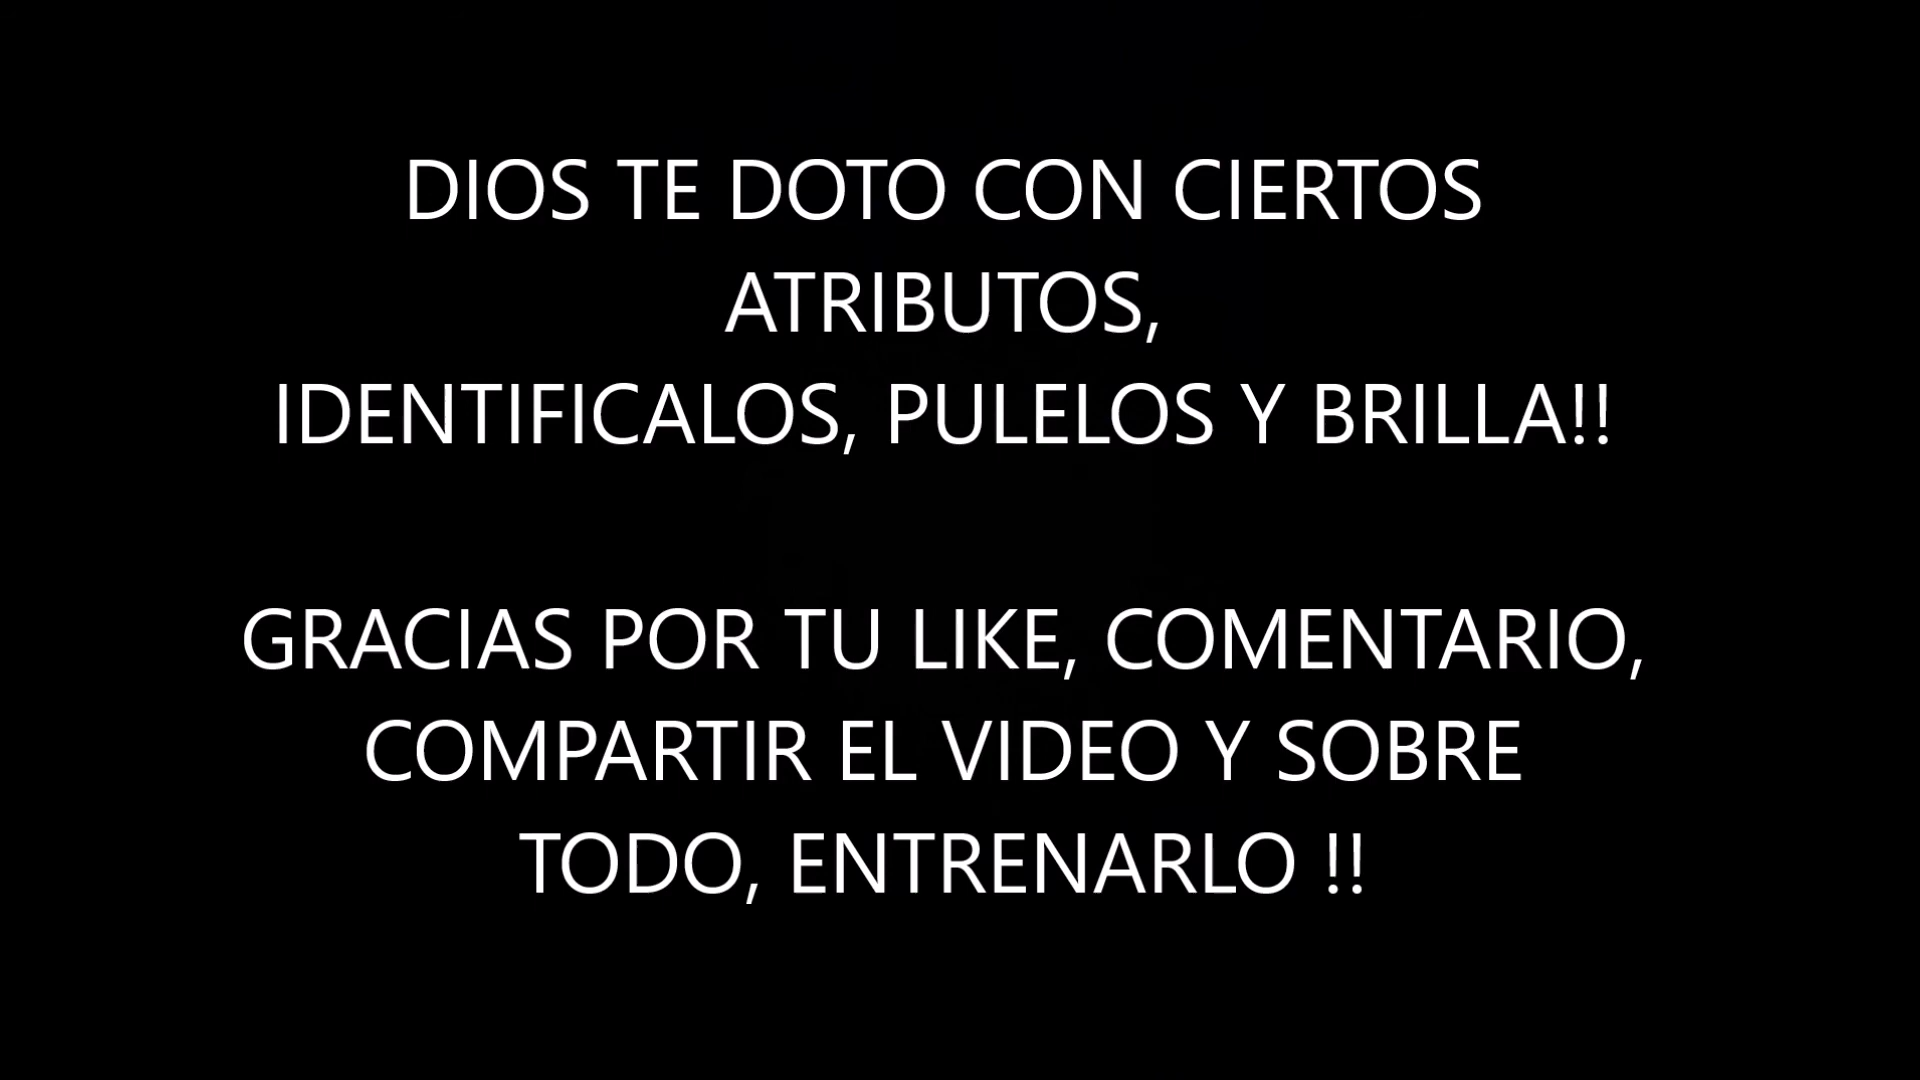 DIOS TE DOTO CON CIERTOS
ATRIBUTOS,
IDENTIFICALOS, PULELOS Y BRILLA!!
GRACIAS POR TU LIKE, COMENTARIO,
COMPARTIR EL VIDEO Y SOBRE
TODO, ENTRENARLO !!